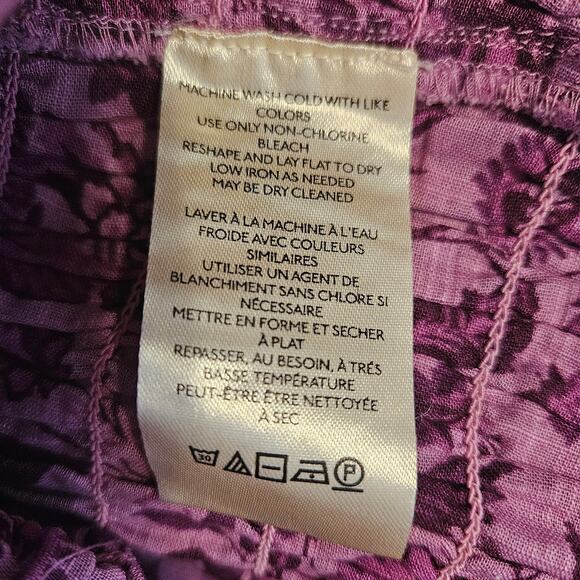 MACHINE WASH COLD WITH LIKE
COLORS
USE ONLY NON-CHLORINE
BLEACH
RESHAPE AND LAY FLAT TO DRY
LOW IRON AS NEEDED
MAY BE DRY CLEANED
LAVER À LA MACHINE À L'EAU
FROIDE AVEC COULEURS
SIMILAIRES
UTILISER UN AGENT DE
BLANCHIMENT SANS CHLORE SI
NÉCESSAIRE
METTRE EN FORME ET SECHER
À PLAT
REPASSER, AU BESOIN, À TRÉS
BASSE TEMPÉRATURE
PEUT-ÊTRE ÊTRE NETTOYÉE
À SEC
30 P